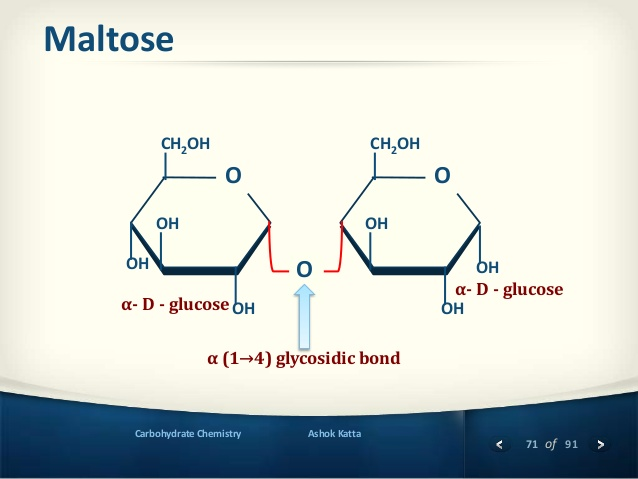 Maltose
CH₂OH CH₂OH
O O
OH OH
OH O OH
α- D - glucose OH OH α- D - glucose
α (1→4) glycosidic bond
Carbohydrate Chemistry Ashok Katta
< 71 of 91 >